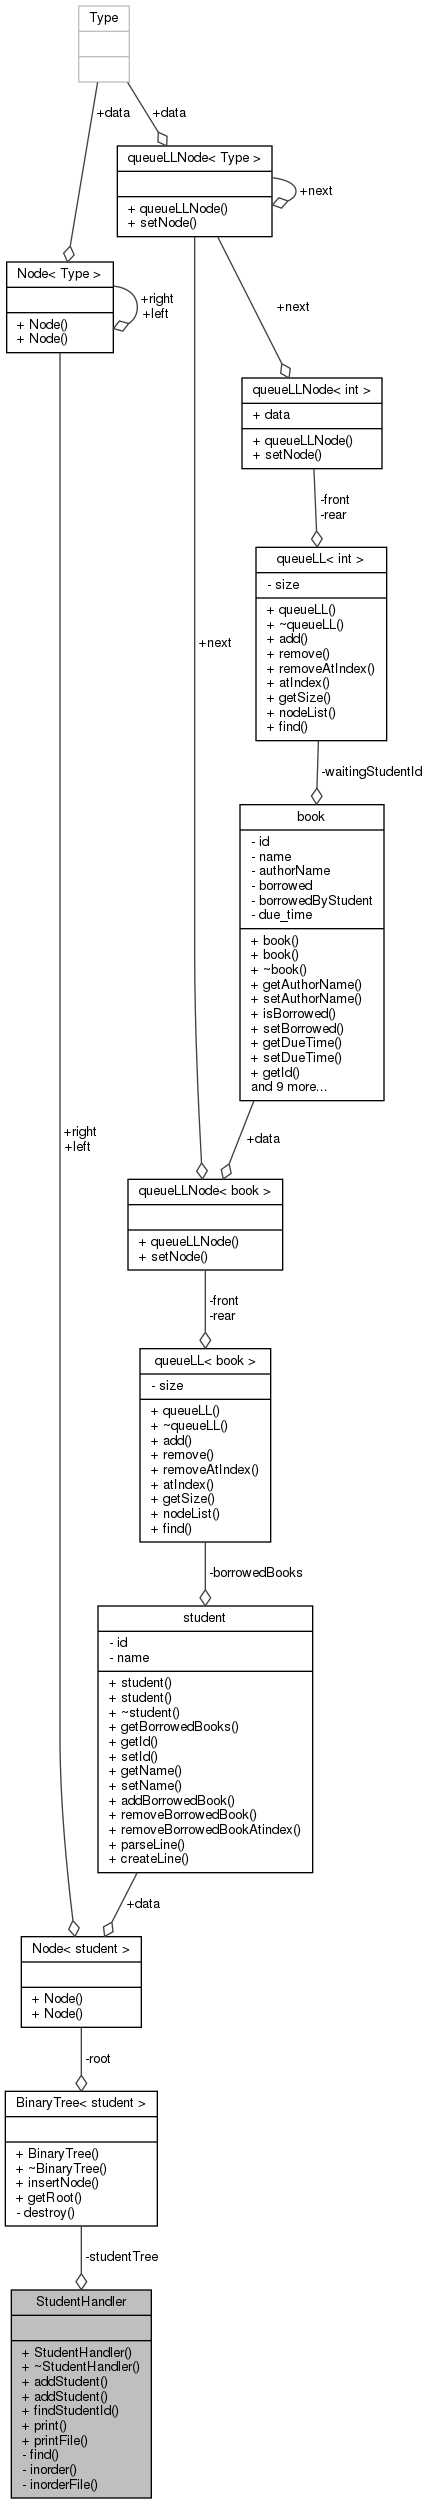 Type
+data
+data
queueLLNode< Type >
+ queueLLNode()
+ setNode()
+next
Node< Type >
+ Node()
+ Node()
+right
+left
+next
queueLLNode< int >
+ data
+ queueLLNode()
+ setNode()
-front
-rear
queueLL< int >
- size
+ queueLL()
+ ~queueLL()
+ add()
+ remove()
+ removeAtIndex()
+ atIndex()
+ getSize()
+ nodeList()
+ find()
+next
-waitingStudentId
book
- id
- name
- authorName
- borrowed
- borrowedByStudent
- due_time
+ book()
+ book()
+ ~book()
+ getAuthorName()
+ setAuthorName()
+ isBorrowed()
+ setBorrowed()
+ getDueTime()
+ setDueTime()
+ getId()
and 9 more...
+right
+left
+data
queueLLNode< book >
+ queueLLNode()
+ setNode()
-front
-rear
queueLL< book >
- size
+ queueLL()
+ ~queueLL()
+ add()
+ remove()
+ removeAtIndex()
+ atIndex()
+ getSize()
+ nodeList()
+ find()
-borrowedBooks
student
- id
- name
+ student()
+ student()
+ ~student()
+ getBorrowedBooks()
+ getId()
+ setId()
+ getName()
+ setName()
+ addBorrowedBook()
+ removeBorrowedBook()
+ removeBorrowedBookAtindex()
+ parseLine()
+ createLine()
+data
Node< student >
+ Node()
+ Node()
-root
BinaryTree< student >
+ BinaryTree()
+ ~BinaryTree()
+ insertNode()
+ getRoot()
- destroy()
-studentTree
StudentHandler
+ StudentHandler()
+ ~StudentHandler()
+ addStudent()
+ addStudent()
+ findStudentId()
+ print()
+ printFile()
- find()
- inorder()
- inorderFile()